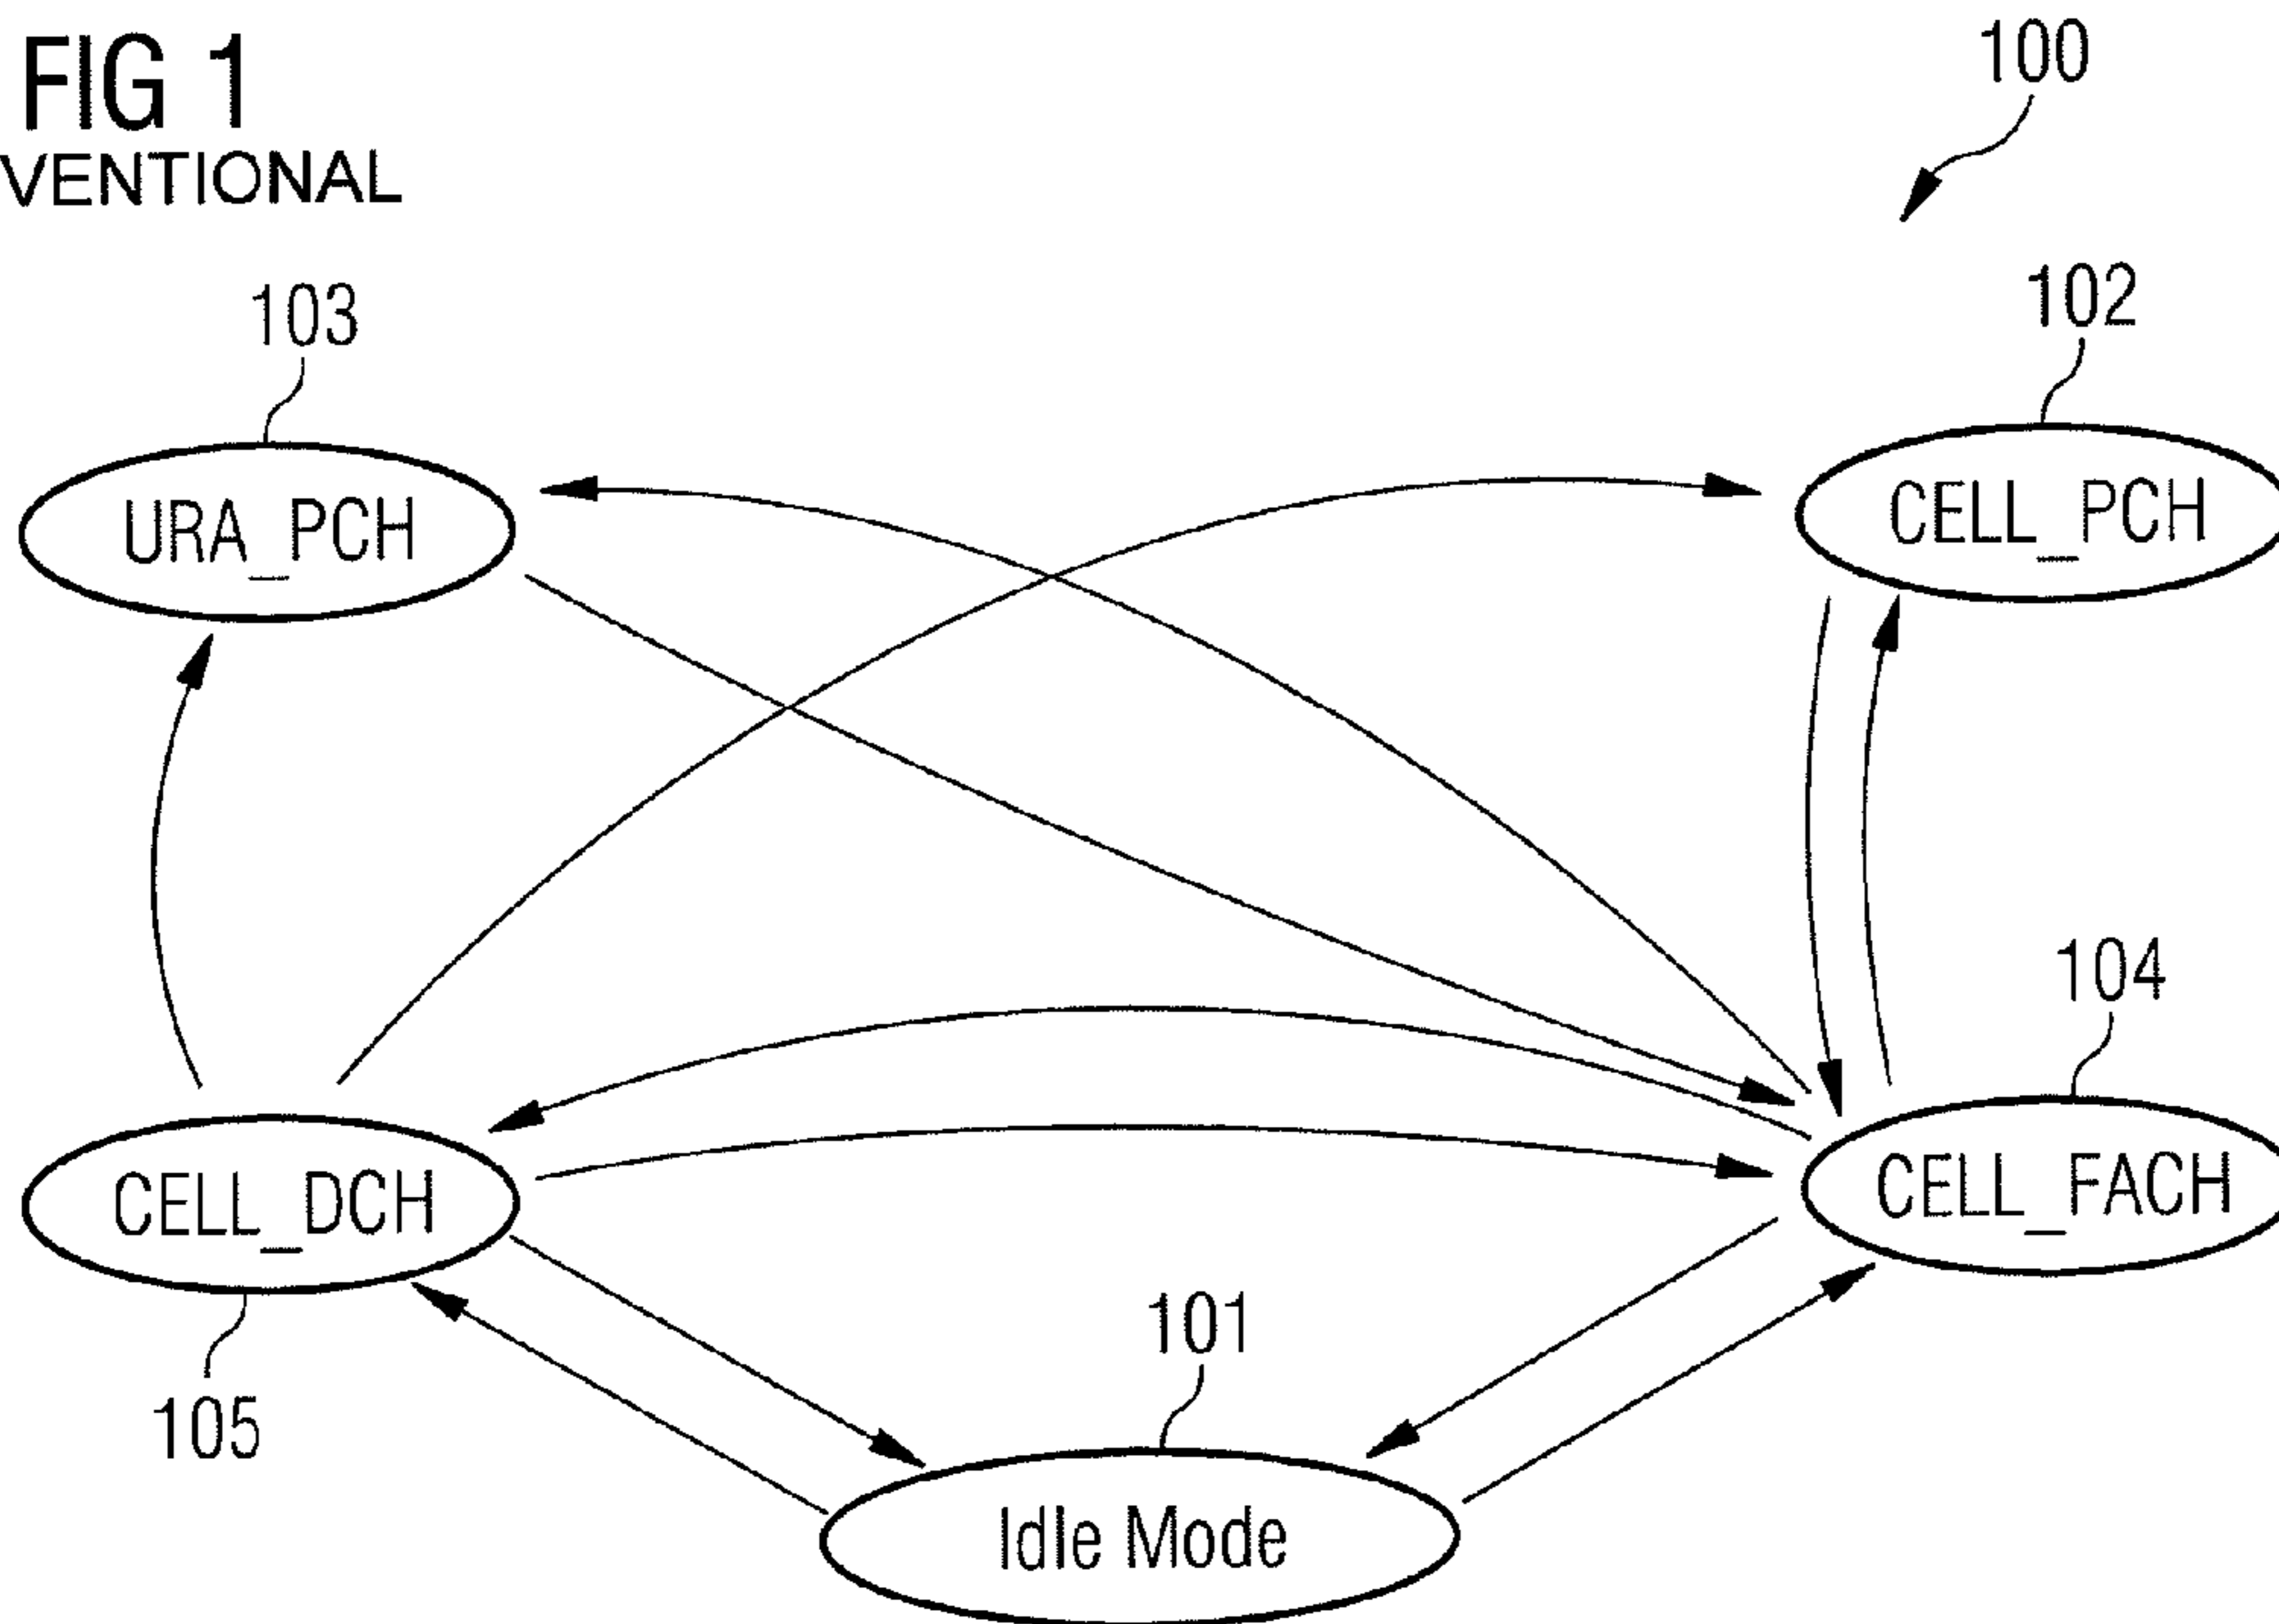 FIG 1
VENTIONAL
100
103
102
URA_PCH
CELL_PCH
104
CELL_DCH
CELL_FACH
101
105
Idle Mode